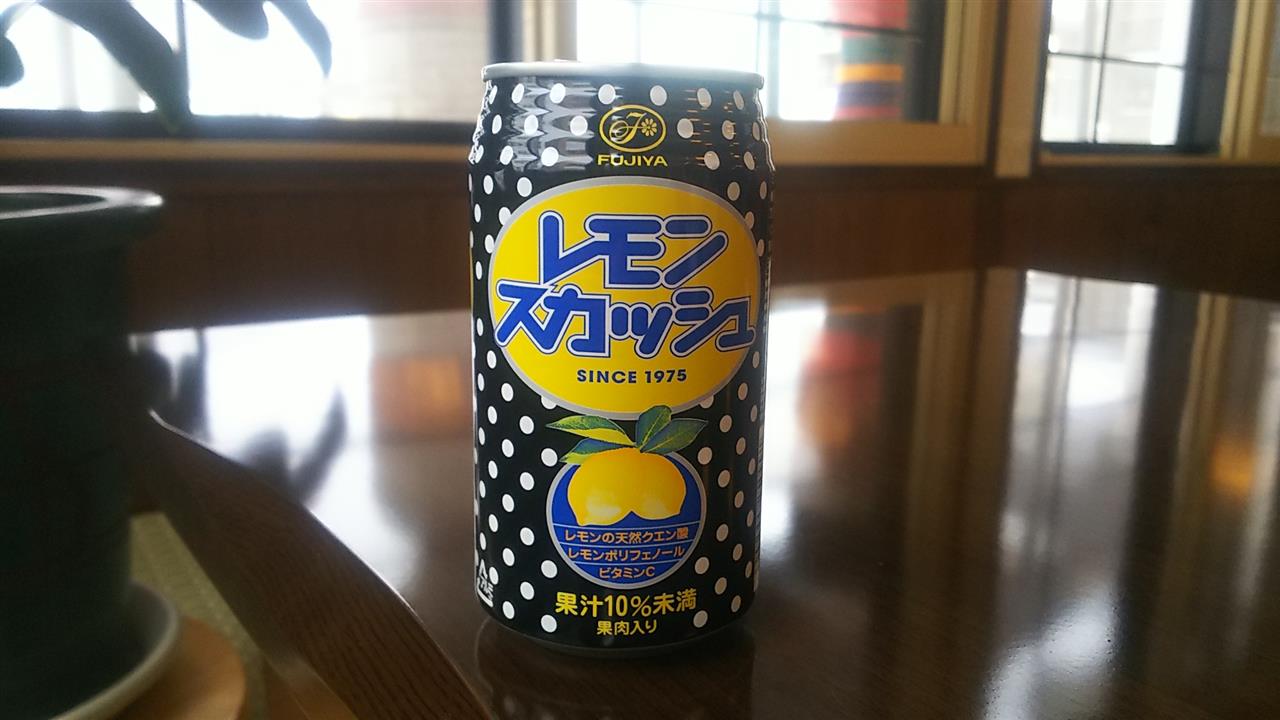 FUJIYA
レモン
スカッシュ
SINCE 1975
レモンの天然クエン酸
レモンポリフェノール
ビタミンC
果汁10%未満
果肉入り